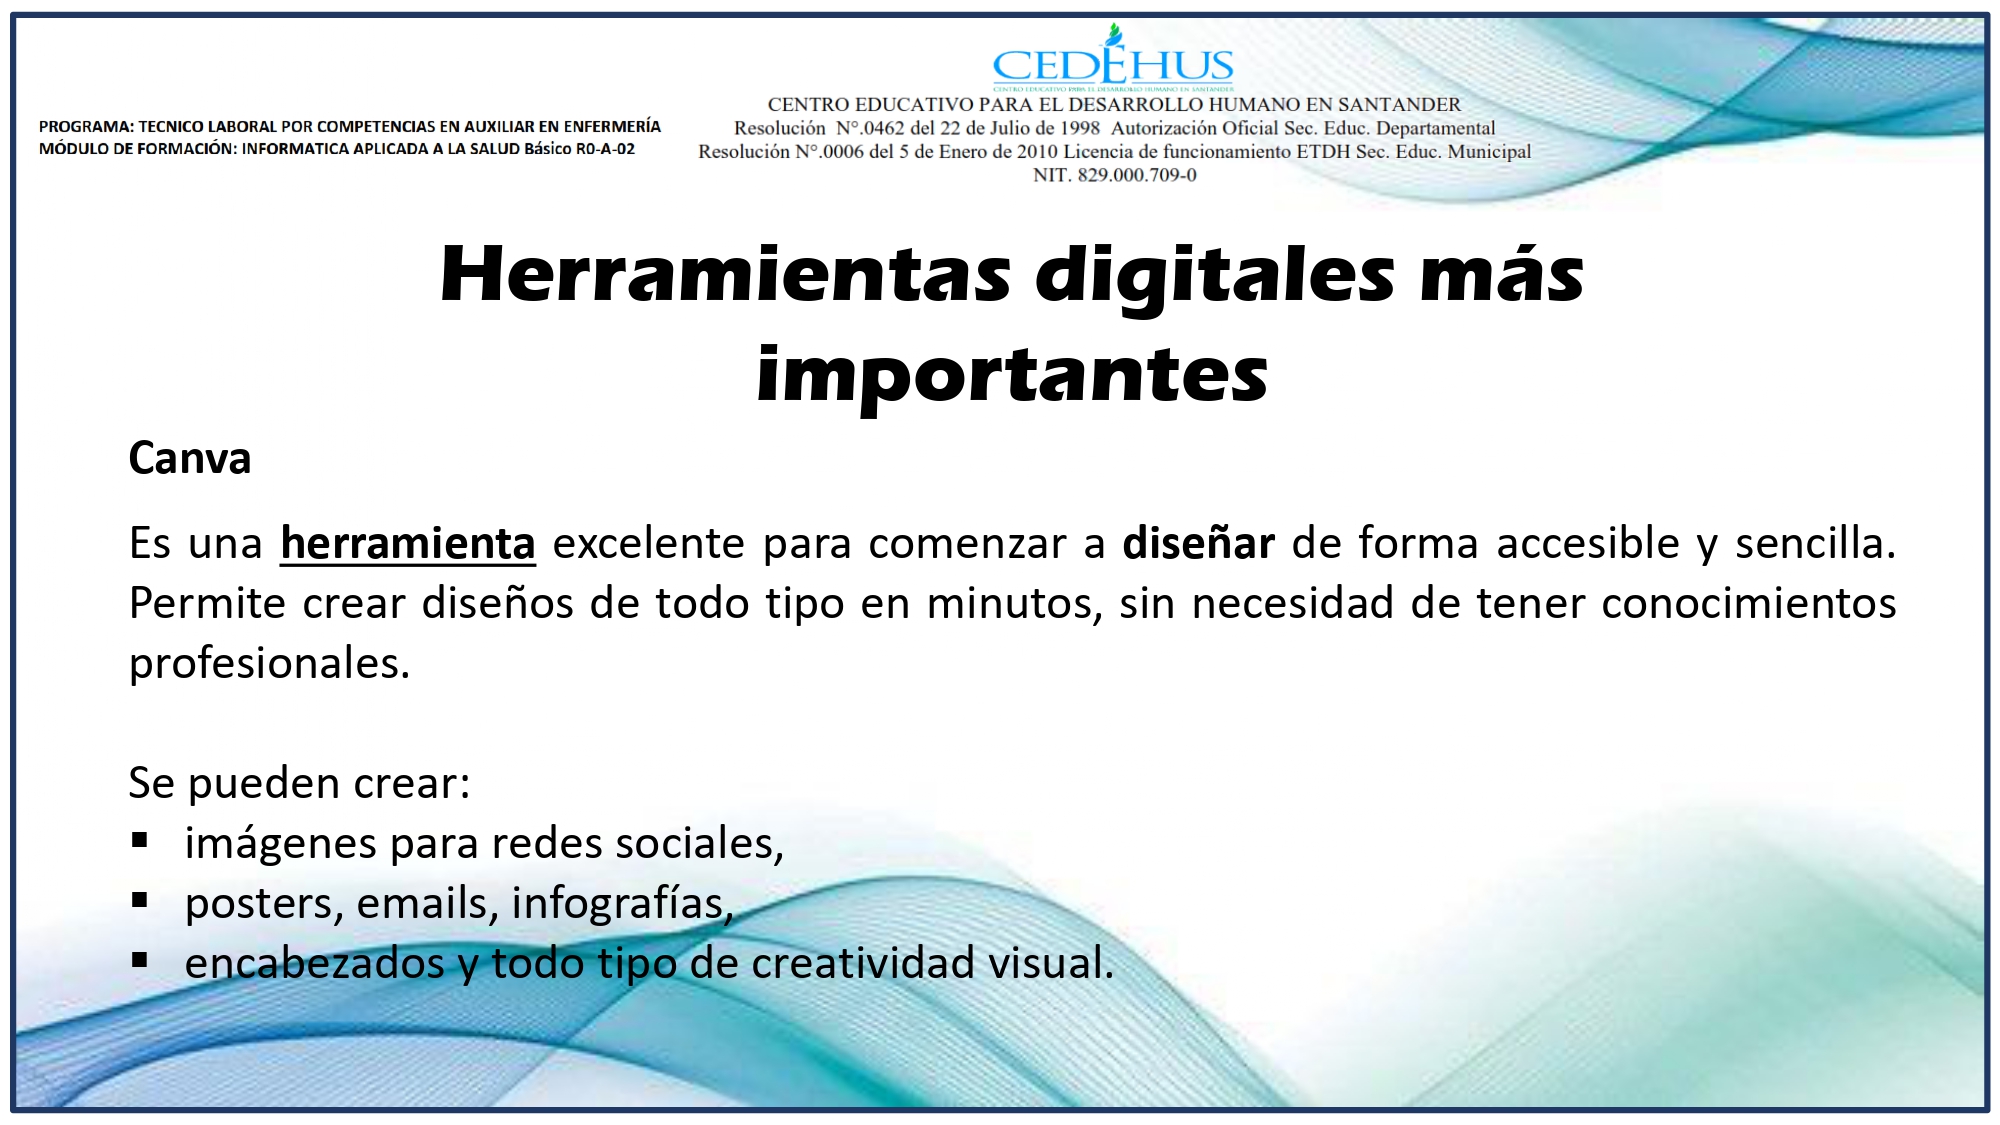 CEDEHUS
CENTRO EDUCATIVO PARA EL DESARROLLO HUMANO EN SANTANDER
CENTRO EDUCATIVO PARA EL DESARROLLO HUMANO EN SANTANDER
Resolución N°.0462 del 22 de Julio de 1998 Autorización Oficial Sec. Educ. Departamental
Resolución N°.0006 del 5 de Enero de 2010 Licencia de funcionamiento ETDH Sec. Educ. Municipal
NIT. 829.000.709-0
PROGRAMA: TECNICO LABORAL POR COMPETENCIAS EN AUXILIAR EN ENFERMERÍA
MÓDULO DE FORMACIÓN: INFORMATICA APLICADA A LA SALUD Básico R0-A-02
Herramientas digitales más
importantes
Canva
Es una herramienta excelente para comenzar a diseñar de forma accesible y sencilla.
Permite crear diseños de todo tipo en minutos, sin necesidad de tener conocimientos
profesionales.
Se pueden crear:
▪ imágenes para redes sociales,
▪ posters, emails, infografías,
▪ encabezados y todo tipo de creatividad visual.